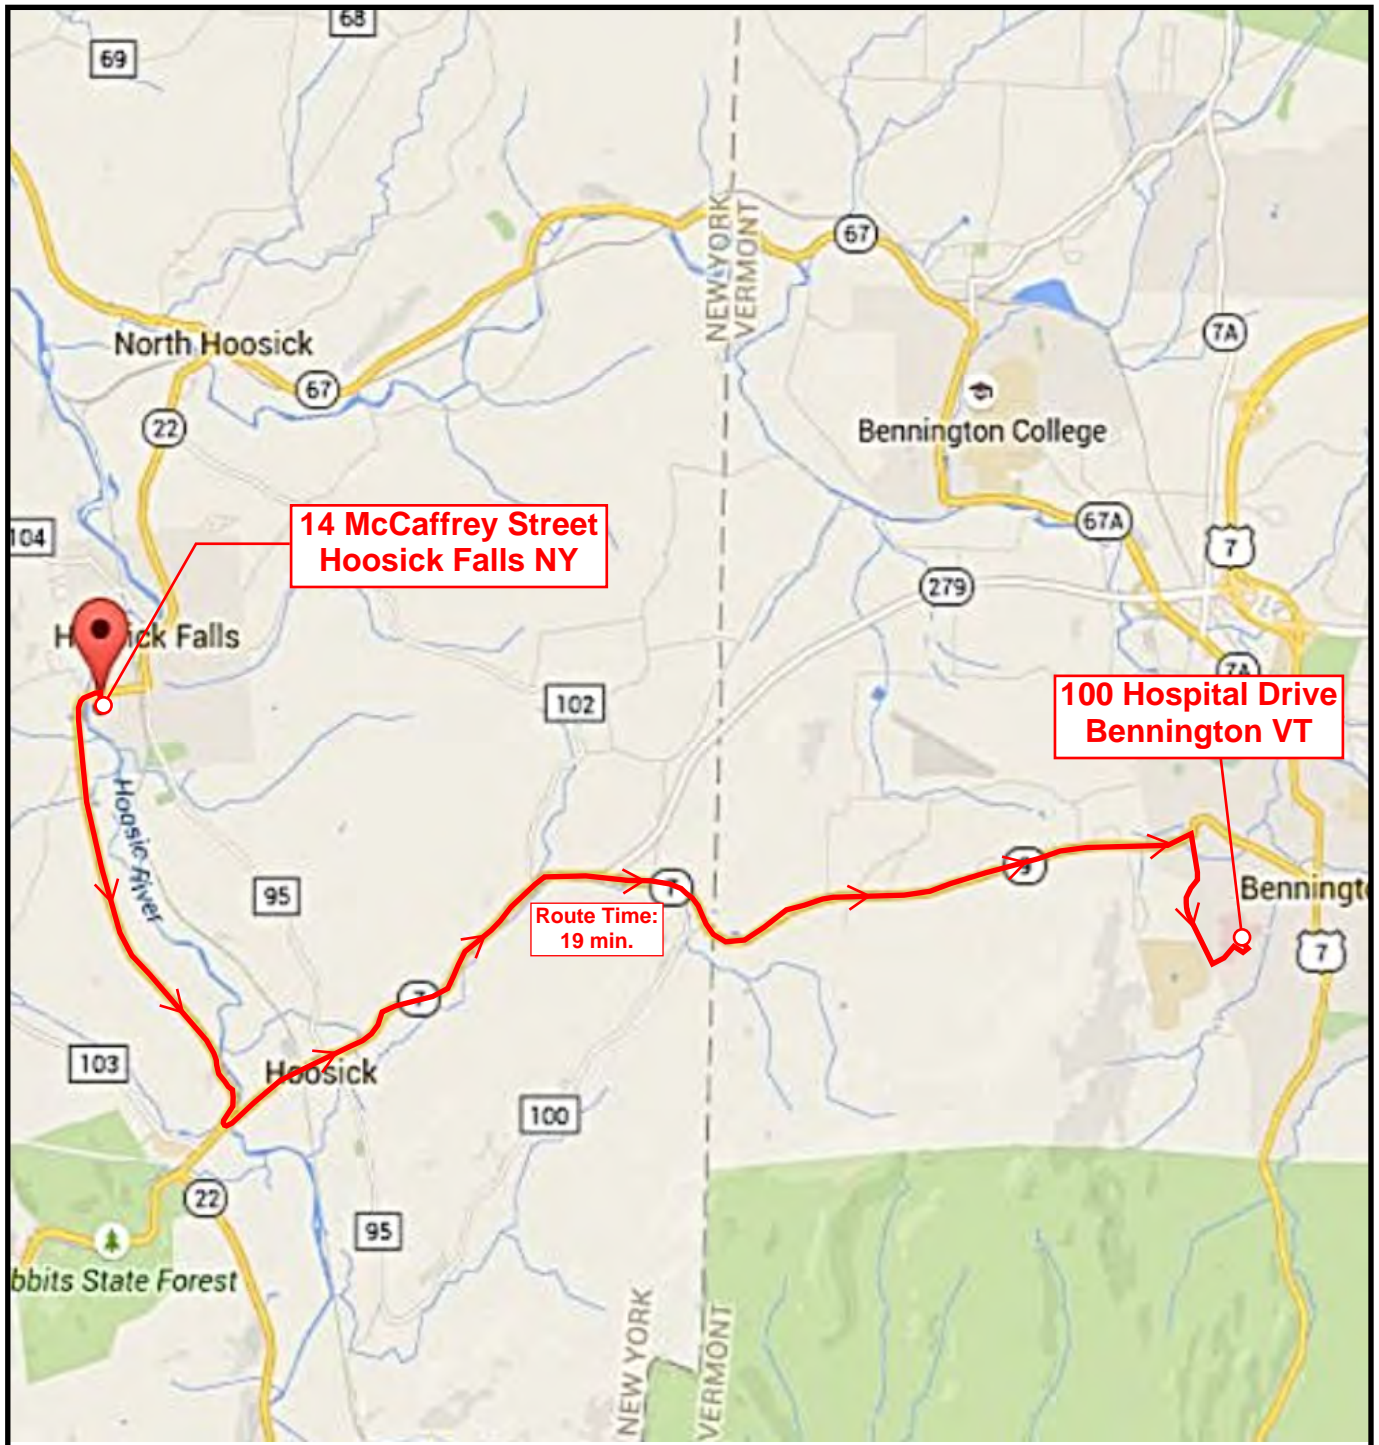 68
69
67
NEW YORK
VERMONT
7A
North Hoosick
67
22
Bennington College
14 McCaffrey Street
Hoosick Falls NY
67A
104
7
279
Falls
7A
102
100 Hospital Drive
Bennington VT
Hoosic River
9
7
95
Benningt
Route Time:
19 min.
7
7
103
Hoosick
100
22
95
bbits State Forest
NEW YORK
VERMONT